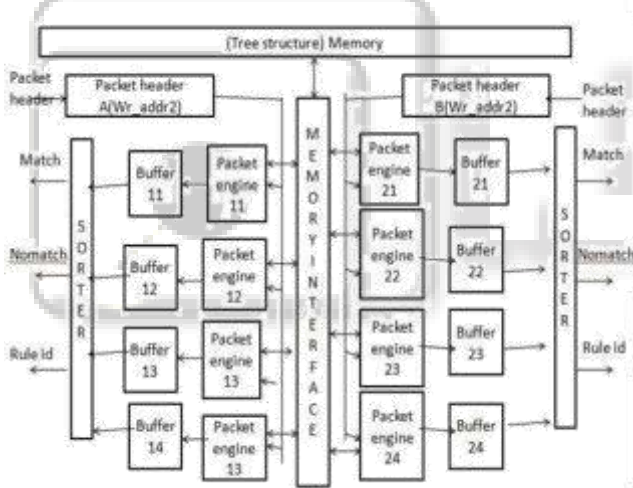 (Tree structure) Memory
Packet
header
Packet header
A(Wr_addr2)
Packet header
B(Wr_addr2)
Packet
header
MEMORYINTERFACE
Match
Nomatch
Rule id
SORTER
Buffer
11
Packet
engine
11
Buffer
12
Packet
engine
12
Buffer
13
Packet
engine
13
Buffer
14
Packet
engine
13
Packet
engine
21
Buffer
21
Packet
engine
22
Buffer
22
Packet
engine
23
Buffer
23
Packet
engine
24
Buffer
24
SORTER
Match
Nomatch
Rule id